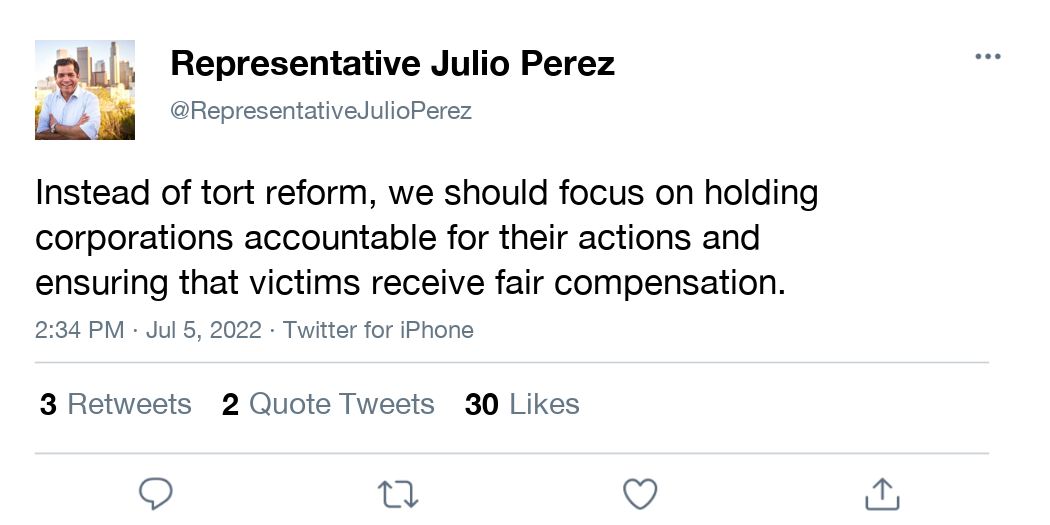 Representative Julio Perez
@RepresentativeJulioPerez
Instead of tort reform, we should focus on holding
corporations accountable for their actions and
ensuring that victims receive fair compensation.
2:34 PM · Jul 5, 2022 · Twitter for iPhone
3 Retweets 2 Quote Tweets 30 Likes